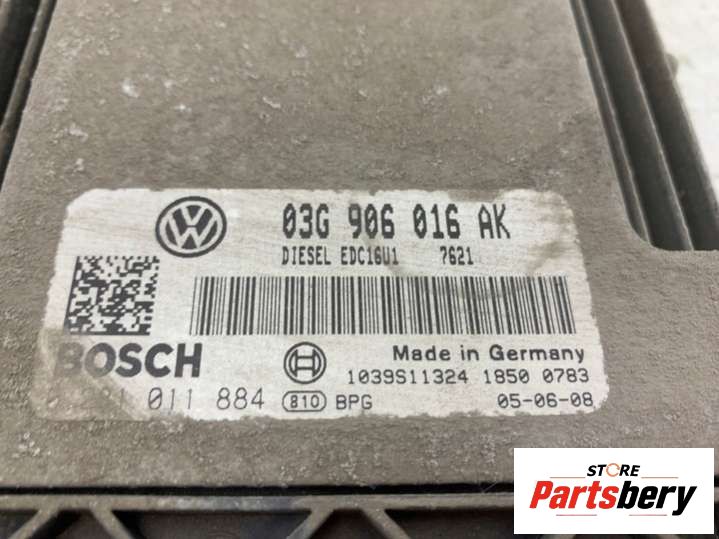 03G 906 016 AK
DIESEL EDC16U1 7621
BOSCH
Made in Germany
1039S11324 1850 0783
011 884 810 BPG 05-06-08
STORE
Partsbery